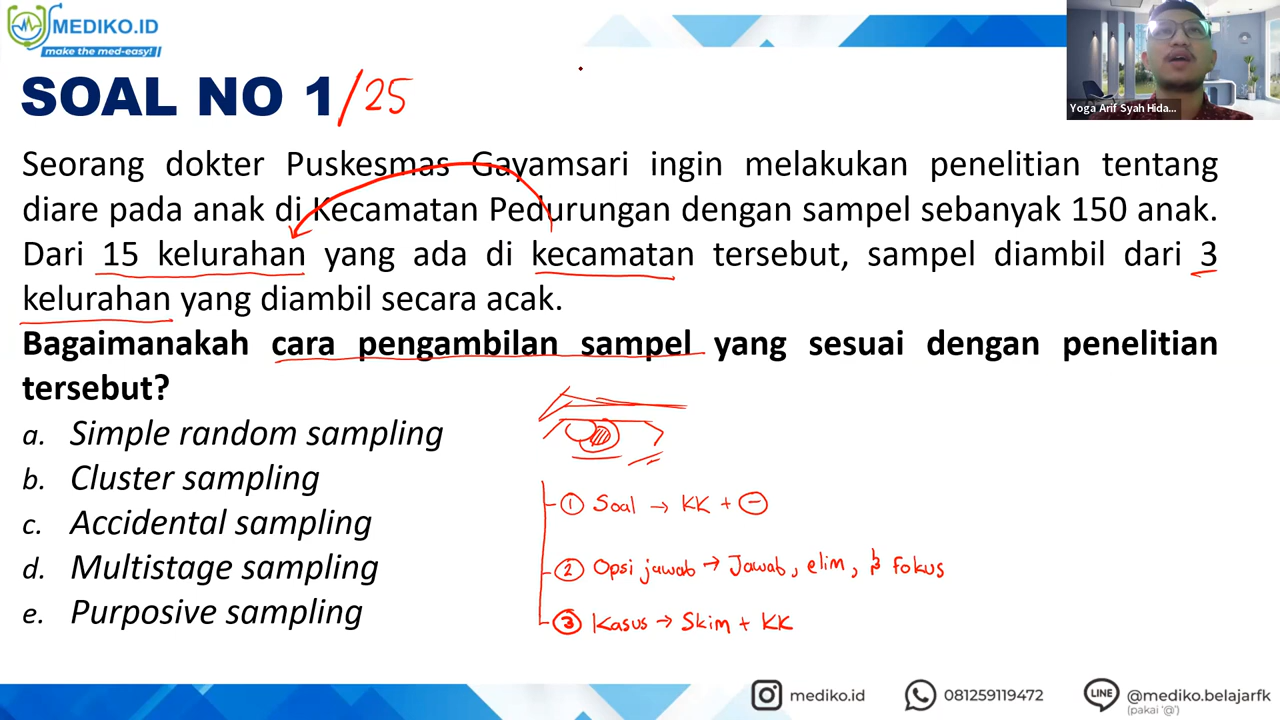 MEDIKO.ID
make the med-easy!
SOAL NO 1 /25
Yoga Arif Syah Hida...
Seorang dokter Puskesmas Gayamsari ingin melakukan penelitian tentang
diare pada anak di Kecamatan Pedurungan dengan sampel sebanyak 150 anak.
Dari 15 kelurahan yang ada di kecamatan tersebut, sampel diambil dari 3
kelurahan yang diambil secara acak.
Bagaimanakah cara pengambilan sampel yang sesuai dengan penelitian
tersebut?
a. Simple random sampling
b. Cluster sampling
c. Accidental sampling
d. Multistage sampling
e. Purposive sampling
1 Soal → KK + −
2 Opsi jawab → Jawab, elim, fokus
3 Kasus → Skim + KK
mediko.id
081259119472
LINE
@mediko.belajarfk
(pakai '@')